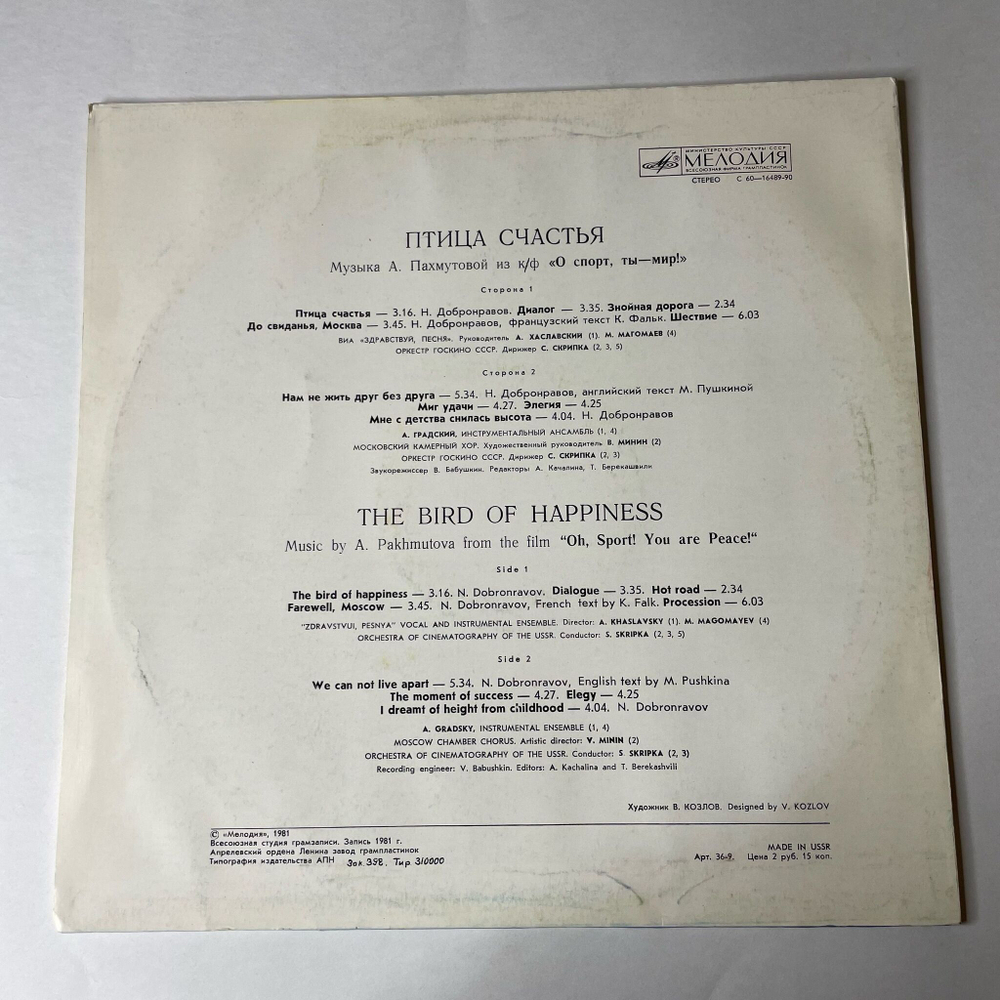 МИНИСТЕРСТВО КУЛЬТУРЫ СССР
МЕЛОДИЯ
ВСЕСОЮЗНАЯ ФИРМА ГРАМПЛАСТИНОК
СТЕРЕО С 60—16489-90
ПТИЦА СЧАСТЬЯ
Музыка А. Пахмутовой из к/ф «О спорт, ты—мир!»
Сторона 1
Птица счастья — 3.16. Н. Добронравов. Диалог — 3.35. Знойная дорога — 2.34
До свиданья, Москва — 3.45. Н. Добронравов, французский текст К. Фальк. Шествие — 6.03
ВИА «ЗДРАВСТВУЙ, ПЕСНЯ». Руководитель А. ХАСЛАВСКИЙ (1). М. МАГОМАЕВ (4)
ОРКЕСТР ГОСКИНО СССР. Дирижер С. СКРИПКА (2, 3, 5)
Сторона 2
Нам не жить друг без друга — 5.34. Н. Добронравов, английский текст М. Пушкиной
Миг удачи — 4.27. Элегия — 4.25
Мне с детства снилась высота — 4.04. Н. Добронравов
А. ГРАДСКИЙ, ИНСТРУМЕНТАЛЬНЫЙ АНСАМБЛЬ (1, 4)
МОСКОВСКИЙ КАМЕРНЫЙ ХОР. Художественный руководитель В. МИНИН (2)
ОРКЕСТР ГОСКИНО СССР. Дирижер С. СКРИПКА (2, 3)
Звукорежиссер В. Бабушкин. Редакторы А. Качалина, Т. Берекашвили
THE BIRD OF HAPPINESS
Music by A. Pakhmutova from the film “Oh, Sport! You are Peace!“
Side 1
The bird of happiness — 3.16. N. Dobronravov. Dialogue — 3.35. Hot road — 2.34
Farewell, Moscow — 3.45. N. Dobronravov, French text by K. Falk. Procession — 6.03
"ZDRAVSTVUI, PESNYA" VOCAL AND INSTRUMENTAL ENSEMBLE. Director: A. KHASLAVSKY (1). M. MAGOMAYEV (4)
ORCHESTRA OF CINEMATOGRAPHY OF THE USSR. Conductor: S. SKRIPKA (2, 3, 5)
Side 2
We can not live apart — 5.34. N. Dobronravov, English text by M. Pushkina
The moment of success — 4.27. Elegy — 4.25
I dreamt of height from childhood — 4.04. N. Dobronravov
A. GRADSKY, INSTRUMENTAL ENSEMBLE (1, 4)
MOSCOW CHAMBER CHORUS. Artistic director: V. MININ (2)
ORCHESTRA OF CINEMATOGRAPHY OF THE USSR. Conductor: S. SKRIPKA (2, 3)
Recording engineer: V. Babushkin. Editors: A. Kachalina and T. Berekashvili
Художник В. КОЗЛОВ. Designed by V. KOZLOV
© «Мелодия», 1981
Всесоюзная студия грамзаписи. Запись 1981 г.
Апрелевский ордена Ленина завод грампластинок
Типография издательства АПН Зак 398. Тир 310000
MADE IN USSR
Арт. 36-9. Цена 2 руб. 15 коп.